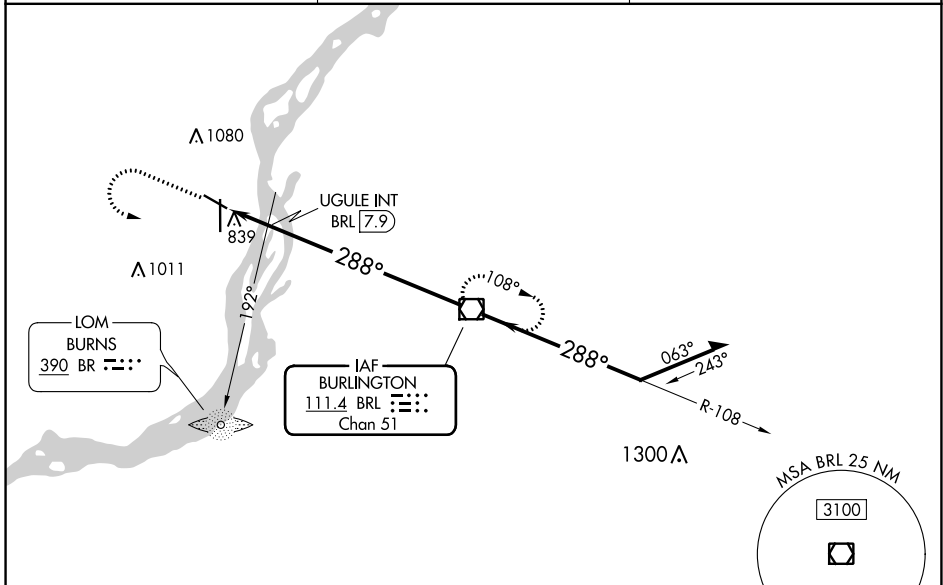 1080
UGULE INT
BRL 7.9
839
288°
1011
192°
108°
LOM
BURNS
390 BR
IAF
BURLINGTON
111.4 BRL
Chan 51
288°
063°
243°
R-108
1300
MSA BRL 25 NM
3100